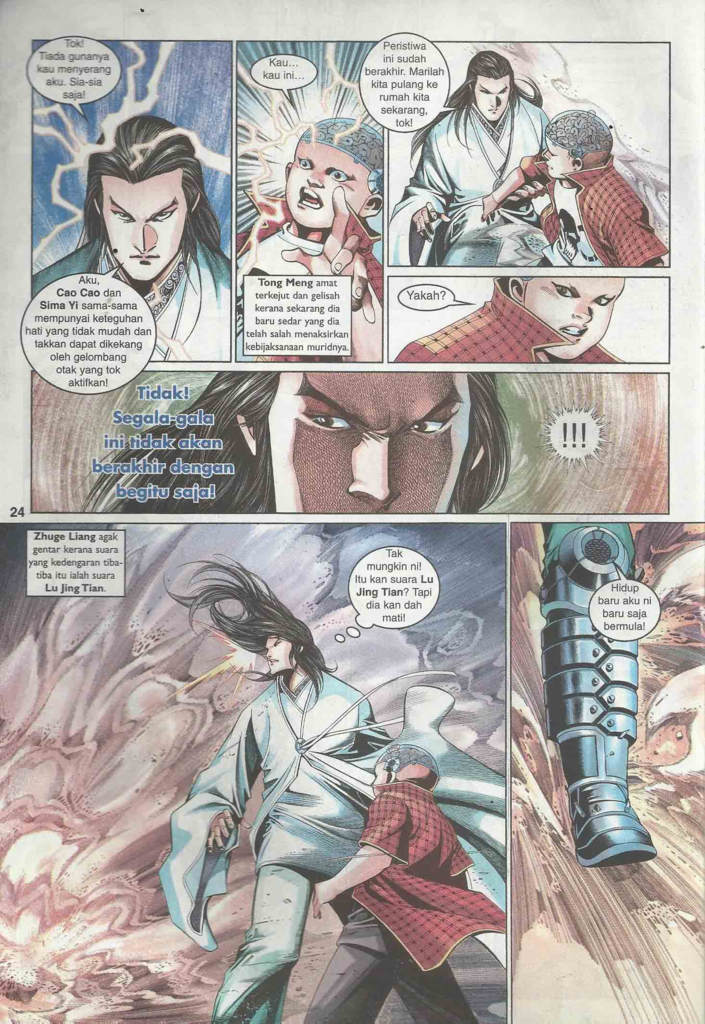 Tok!
Tiada gunanya
kau menyerang
aku. Sia-sia
saja!
Aku,
Cao Cao dan
Sima Yi sama-sama
mempunyai keteguhan
hati yang tidak mudah dan
takkan dapat dikekang
oleh gelombang
otak yang tok
aktifkan!
Kau...
kau ini...
Tong Meng amat
terkejut dan gelisah
kerana sekarang dia
baru sedar yang dia
telah salah menaksirkan
kebijaksanaan muridnya.
Peristiwa
ini sudah
berakhir. Marilah
kita pulang ke
rumah kita
sekarang,
tok!
Yakah?
Tidak!
Segala-gala
ini tidak akan
berakhir dengan
begitu saja!
!!!
24
Zhuge Liang agak
gentar kerana suara
yang kedengaran tiba-
tiba itu ialah suara
Lu Jing Tian.
Tak
mungkin ni!
Itu kan suara Lu
Jing Tian? Tapi
dia kan dah
mati!
Hidup
baru aku ni
baru saja
bermula!